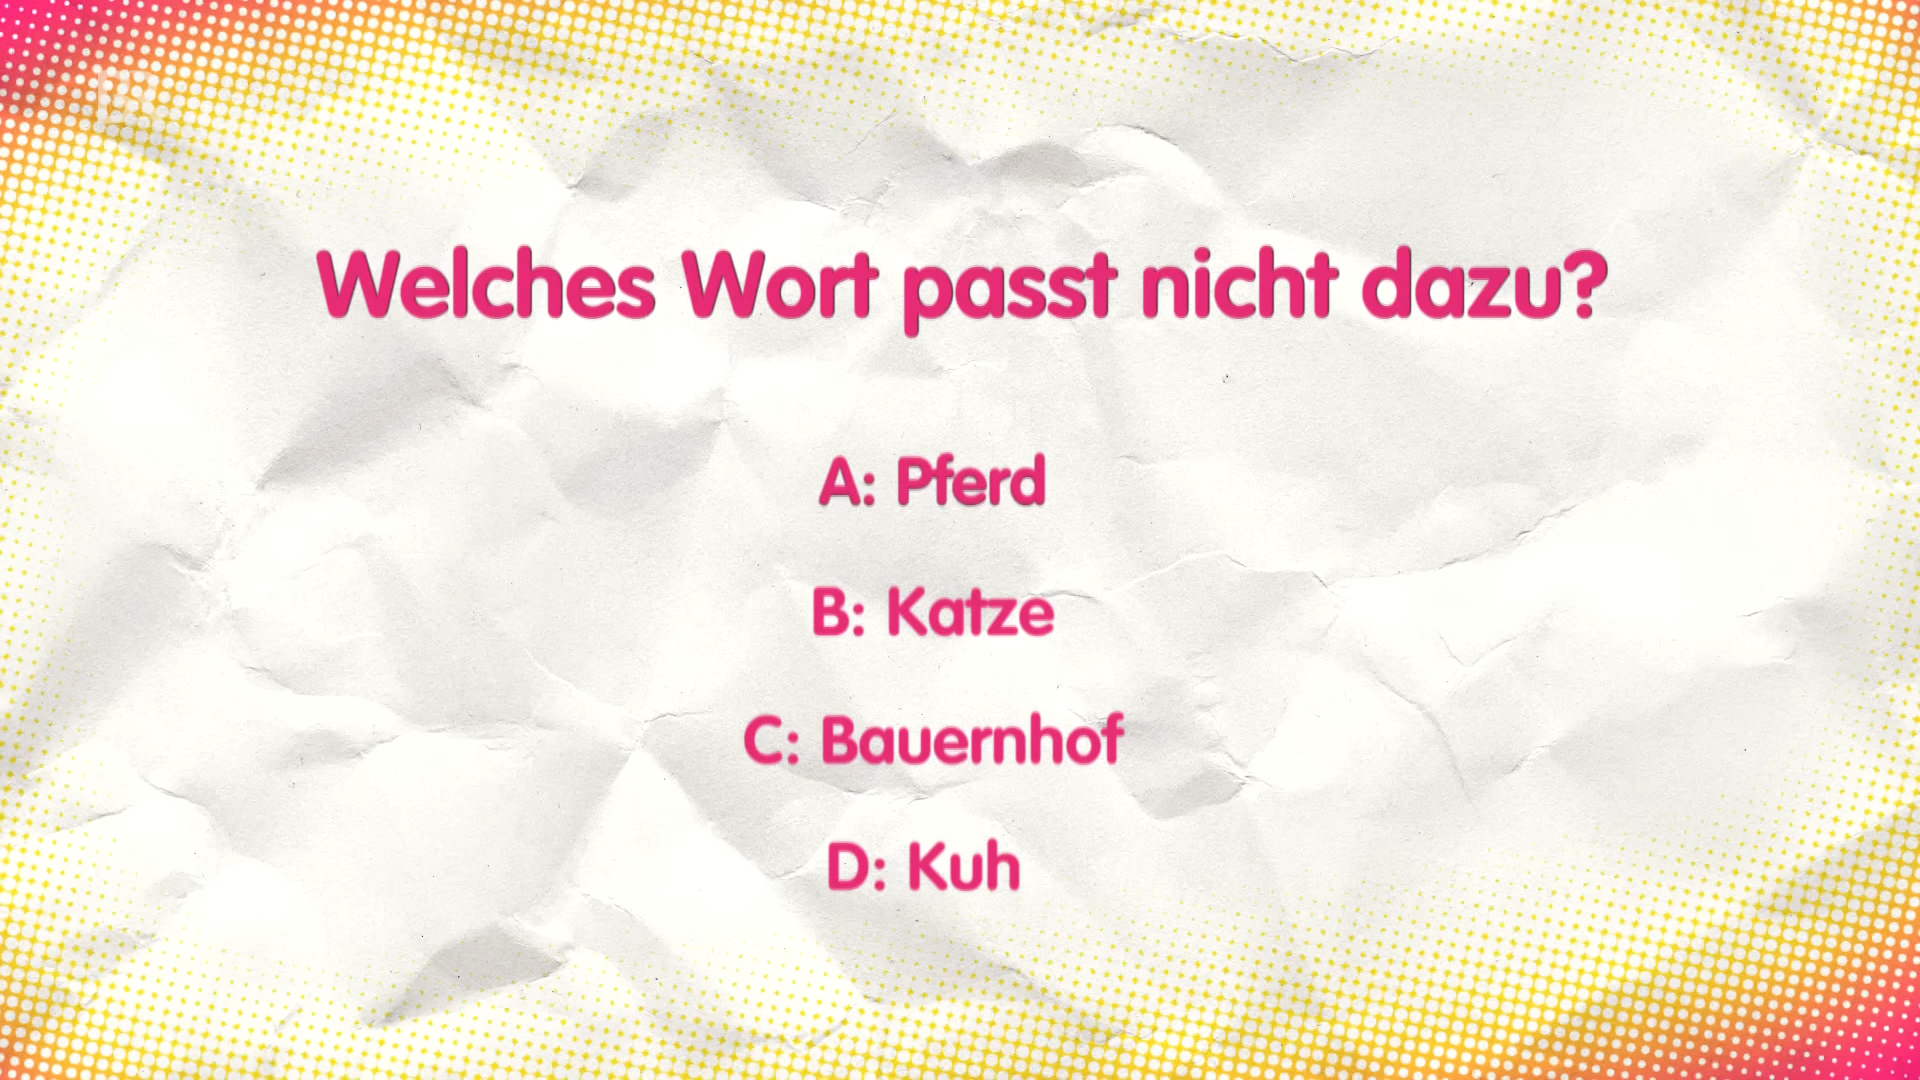 Welches Wort passt nicht dazu?
A: Pferd
B: Katze
C: Bauernhof
D: Kuh